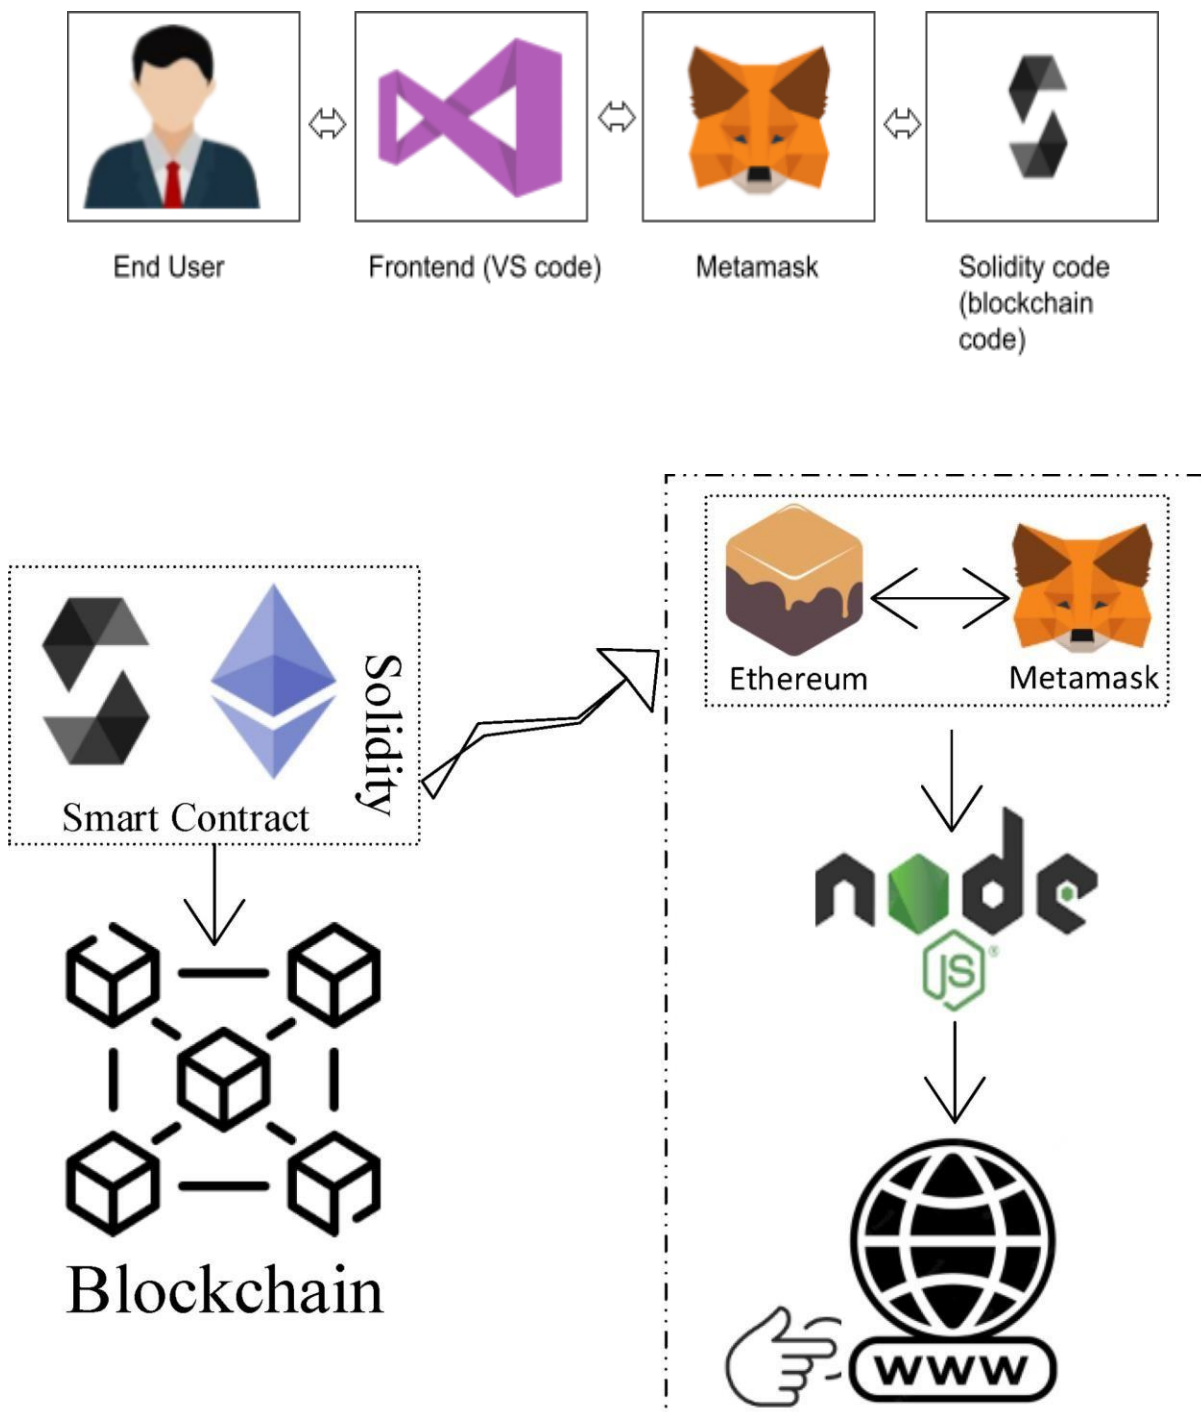 End User
Frontend (VS code)
Metamask
Solidity code
(blockchain
code)
Solidity
Smart Contract
Ethereum
Metamask
node
JS®
Blockchain
www